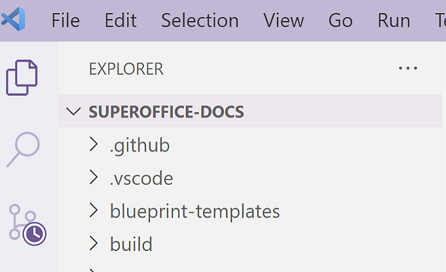 File Edit Selection View Go Run
EXPLORER
SUPEROFFICE-DOCS
.github
.vscode
blueprint-templates
build